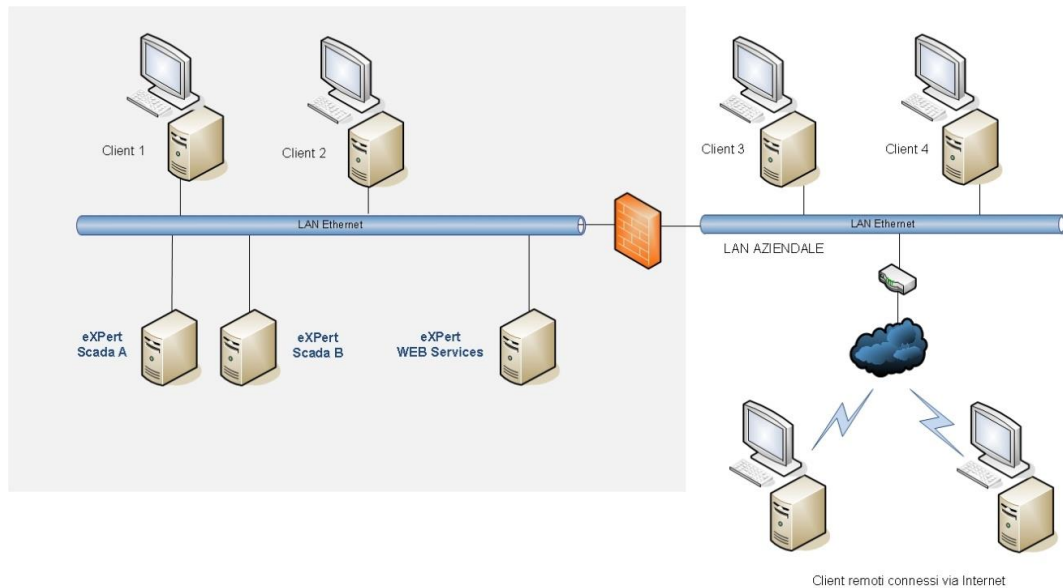 Client 1
Client 2
Client 3
Client 4
LAN Ethernet
LAN Ethernet
LAN AZIENDALE
eXPert
Scada A
eXPert
Scada B
eXPert
WEB Services
Client remoti connessi via Internet